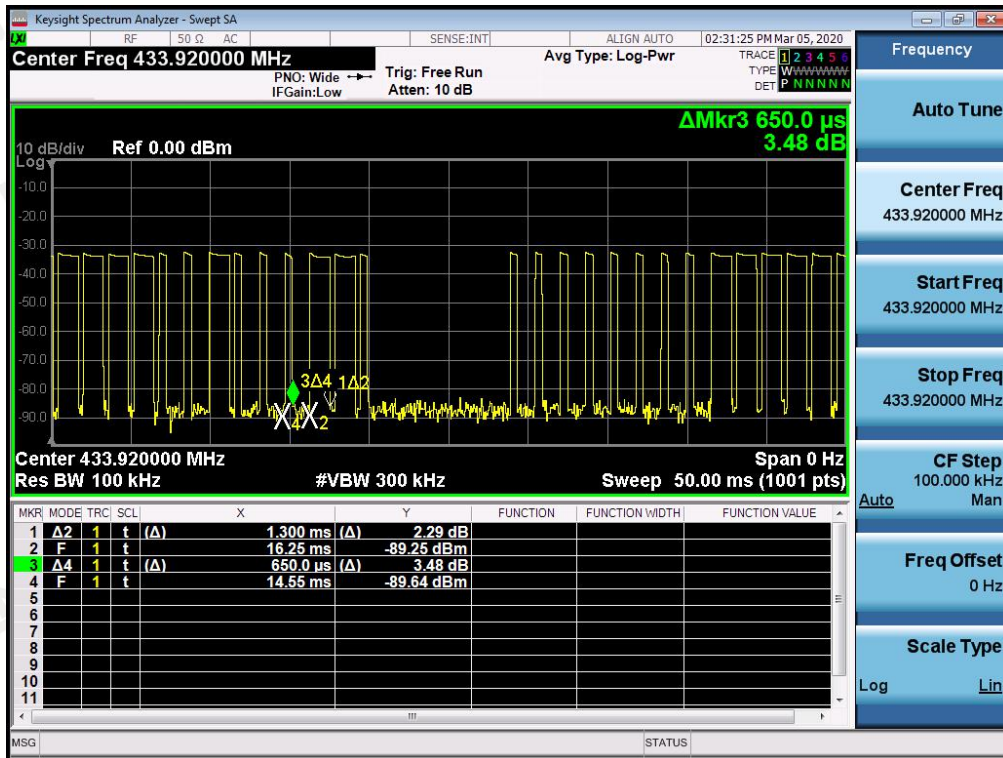 Keysight Spectrum Analyzer - Swept SA
LXI RF 50 Ω AC SENSE:INT ALIGN AUTO 02:31:25 PM Mar 05, 2020
Center Freq 433.920000 MHz
PNO: Wide
IFGain:Low
Trig: Free Run
Atten: 10 dB
Avg Type: Log-Pwr
TRACE 1 2 3 4 5 6
TYPE W W W W W W
DET P N N N N N
ΔMkr3 650.0 µs
3.48 dB
10 dB/div Ref 0.00 dBm
Log
-10.0
-20.0
-30.0
-40.0
-50.0
-60.0
-70.0
-80.0
-90.0
3Δ4 1Δ2
4 2
Center 433.920000 MHz Span 0 Hz
Res BW 100 kHz #VBW 300 kHz Sweep 50.00 ms (1001 pts)
MKR MODE TRC SCL X Y FUNCTION FUNCTION WIDTH FUNCTION VALUE
1 Δ2 1 t (Δ) 1.300 ms (Δ) 2.29 dB
2 F 1 t 16.25 ms -89.25 dBm
3 Δ4 1 t (Δ) 650.0 µs (Δ) 3.48 dB
4 F 1 t 14.55 ms -89.64 dBm
5
6
7
8
9
10
11
MSG STATUS
Frequency
Auto Tune
Center Freq
433.920000 MHz
Start Freq
433.920000 MHz
Stop Freq
433.920000 MHz
CF Step
100.000 kHz
Auto Man
Freq Offset
0 Hz
Scale Type
Log Lin